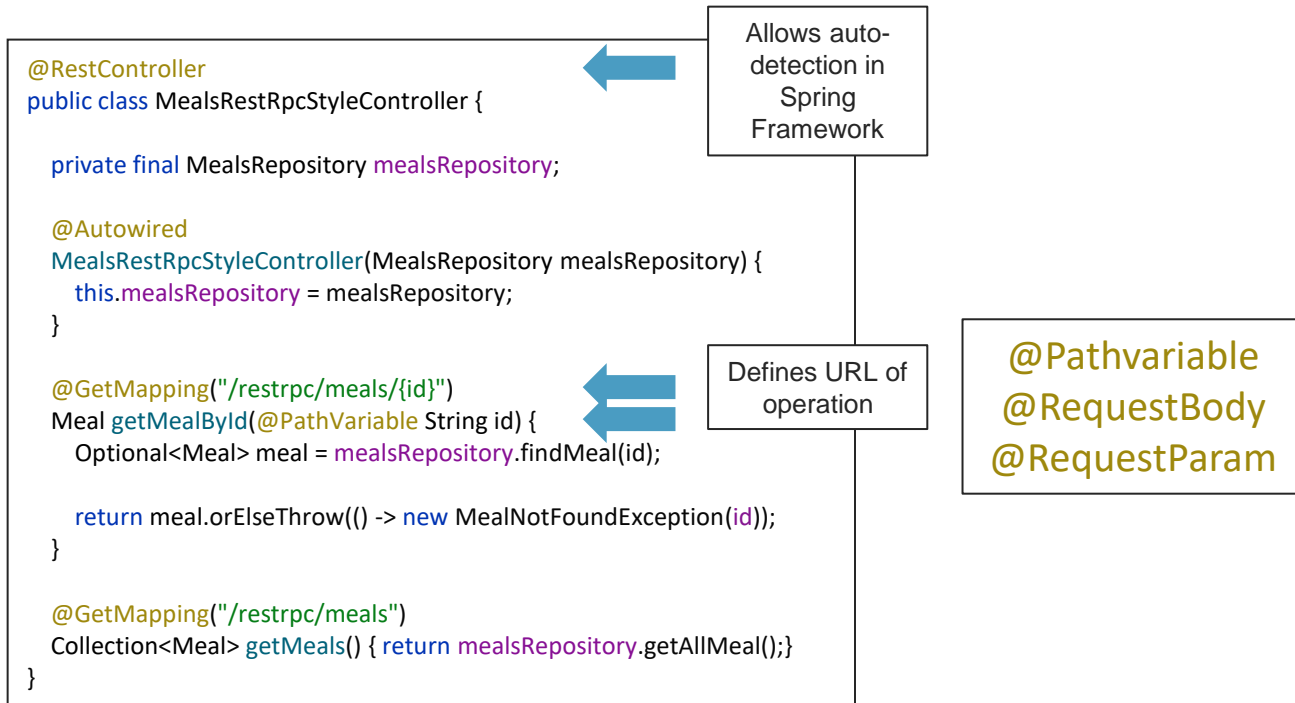 Allows auto-
detection in
Spring
Framework
@RestController
public class MealsRestRpcStyleController {
private final MealsRepository mealsRepository;
@Autowired
MealsRestRpcStyleController(MealsRepository mealsRepository) {
this.mealsRepository = mealsRepository;
}
@GetMapping("/restrpc/meals/{id}")
Meal getMealById(@PathVariable String id) {
Optional<Meal> meal = mealsRepository.findMeal(id);
return meal.orElseThrow(() -> new MealNotFoundException(id));
}
@GetMapping("/restrpc/meals")
Collection<Meal> getMeals() { return mealsRepository.getAllMeal();}
}
Defines URL of
operation
@Pathvariable
@RequestBody
@RequestParam